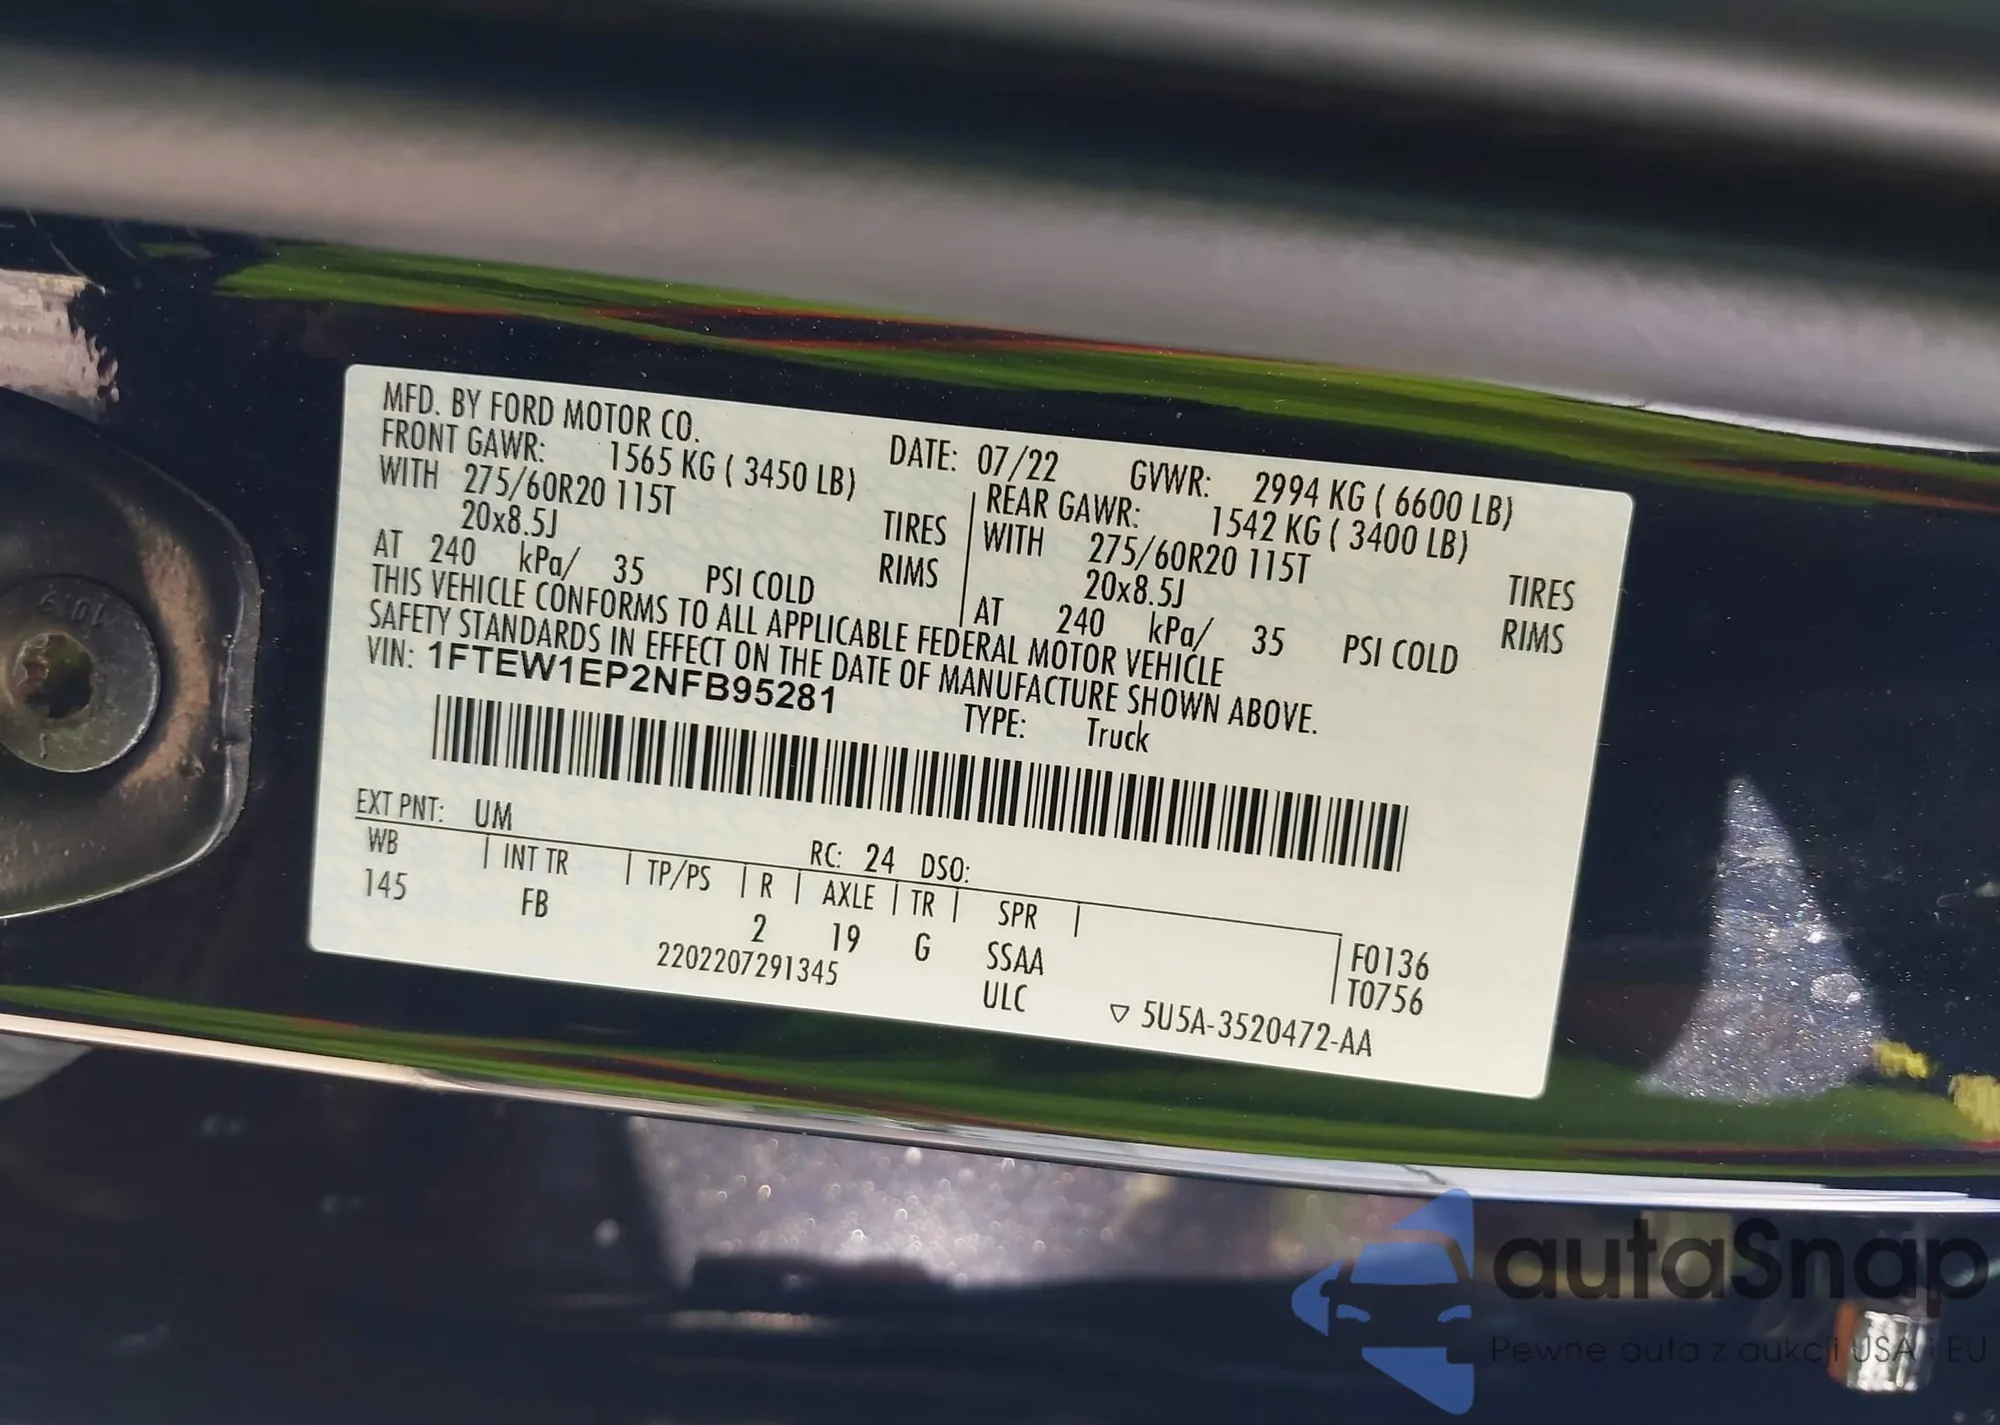 MFD. BY FORD MOTOR CO. DATE: 07/22 GVWR: 2994 KG ( 6600 LB)
FRONT GAWR: 1565 KG ( 3450 LB) REAR GAWR: 1542 KG ( 3400 LB)
WITH 275/60R20 115T TIRES WITH 275/60R20 115T TIRES
20x8.5J RIMS 20x8.5J RIMS
AT 240 kPa/ 35 PSI COLD AT 240 kPa/ 35 PSI COLD
THIS VEHICLE CONFORMS TO ALL APPLICABLE FEDERAL MOTOR VEHICLE
SAFETY STANDARDS IN EFFECT ON THE DATE OF MANUFACTURE SHOWN ABOVE.
VIN: 1FTEW1EP2NFB95281 TYPE: Truck
EXT PNT: UM RC: 24 DSO:
WB | INT TR | TP/PS | R | AXLE | TR | SPR |
145 FB 2 19 G SSAA F0136
2202207291345 ULC T0756
▽ 5U5A-3520472-AA
autaSnap
Pewne auta z aukcji USA i EU